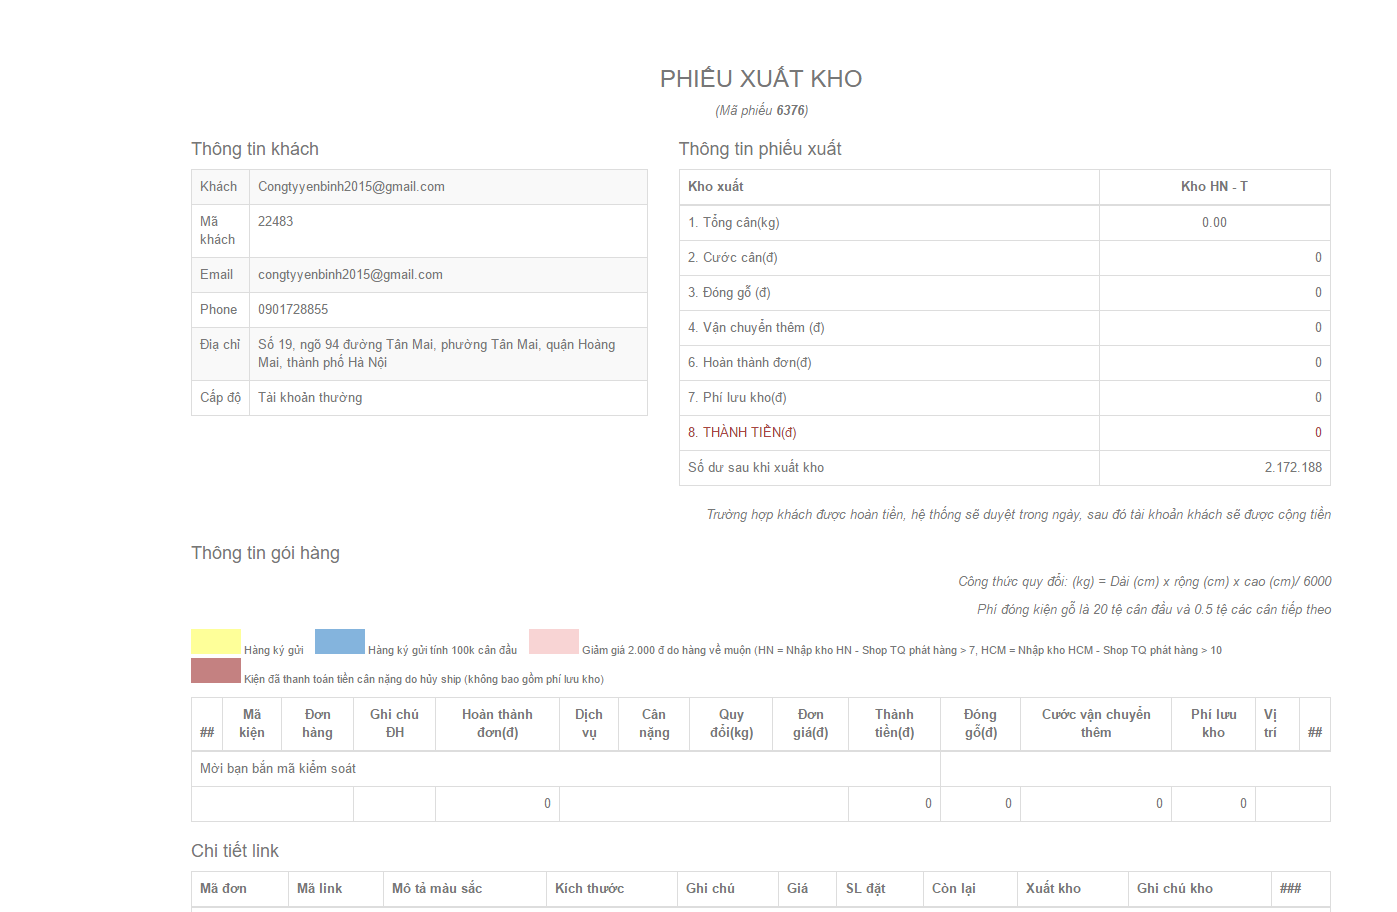 PHIẾU XUẤT KHO
(Mã phiếu 6376)
Thông tin khách
Khách Congtyyenbinh2015@gmail.com
Mã khách 22483
Email congtyyenbinh2015@gmail.com
Phone 0901728855
Địa chỉ Số 19, ngõ 94 đường Tân Mai, phường Tân Mai, quận Hoàng
Mai, thành phố Hà Nội
Cấp độ Tài khoản thường
Thông tin phiếu xuất
Kho xuất Kho HN - T
1. Tổng cân(kg) 0.00
2. Cước cân(đ) 0
3. Đóng gỗ (đ) 0
4. Vận chuyển thêm (đ) 0
6. Hoàn thành đơn(đ) 0
7. Phí lưu kho(đ) 0
8. THÀNH TIỀN(đ) 0
Số dư sau khi xuất kho 2.172.188
Trường hợp khách được hoàn tiền, hệ thống sẽ duyệt trong ngày, sau đó tài khoản khách sẽ được cộng tiền
Thông tin gói hàng
Công thức quy đổi: (kg) = Dài (cm) x rộng (cm) x cao (cm)/ 6000
Phí đóng kiện gỗ là 20 tệ cân đầu và 0.5 tệ các cân tiếp theo
Hàng ký gửi Hàng ký gửi tính 100k cân đầu Giảm giá 2.000 đ do hàng về muộn (HN = Nhập kho HN - Shop TQ phát hàng > 7, HCM = Nhập kho HCM - Shop TQ phát hàng > 10
Kiện đã thanh toán tiền cân nặng do hủy ship (không bao gồm phí lưu kho)
## Mã kiện Đơn hàng Ghi chú ĐH Hoàn thành đơn(đ) Dịch vụ Cân nặng Quy đổi(kg) Đơn giá(đ) Thành tiền(đ) Đóng gỗ(đ) Cước vận chuyển thêm Phí lưu kho Vị trí ##
Mời bạn bắn mã kiểm soát
0 0 0 0 0
Chi tiết link
Mã đơn Mã link Mô tả màu sắc Kích thước Ghi chú Giá SL đặt Còn lại Xuất kho Ghi chú kho ###